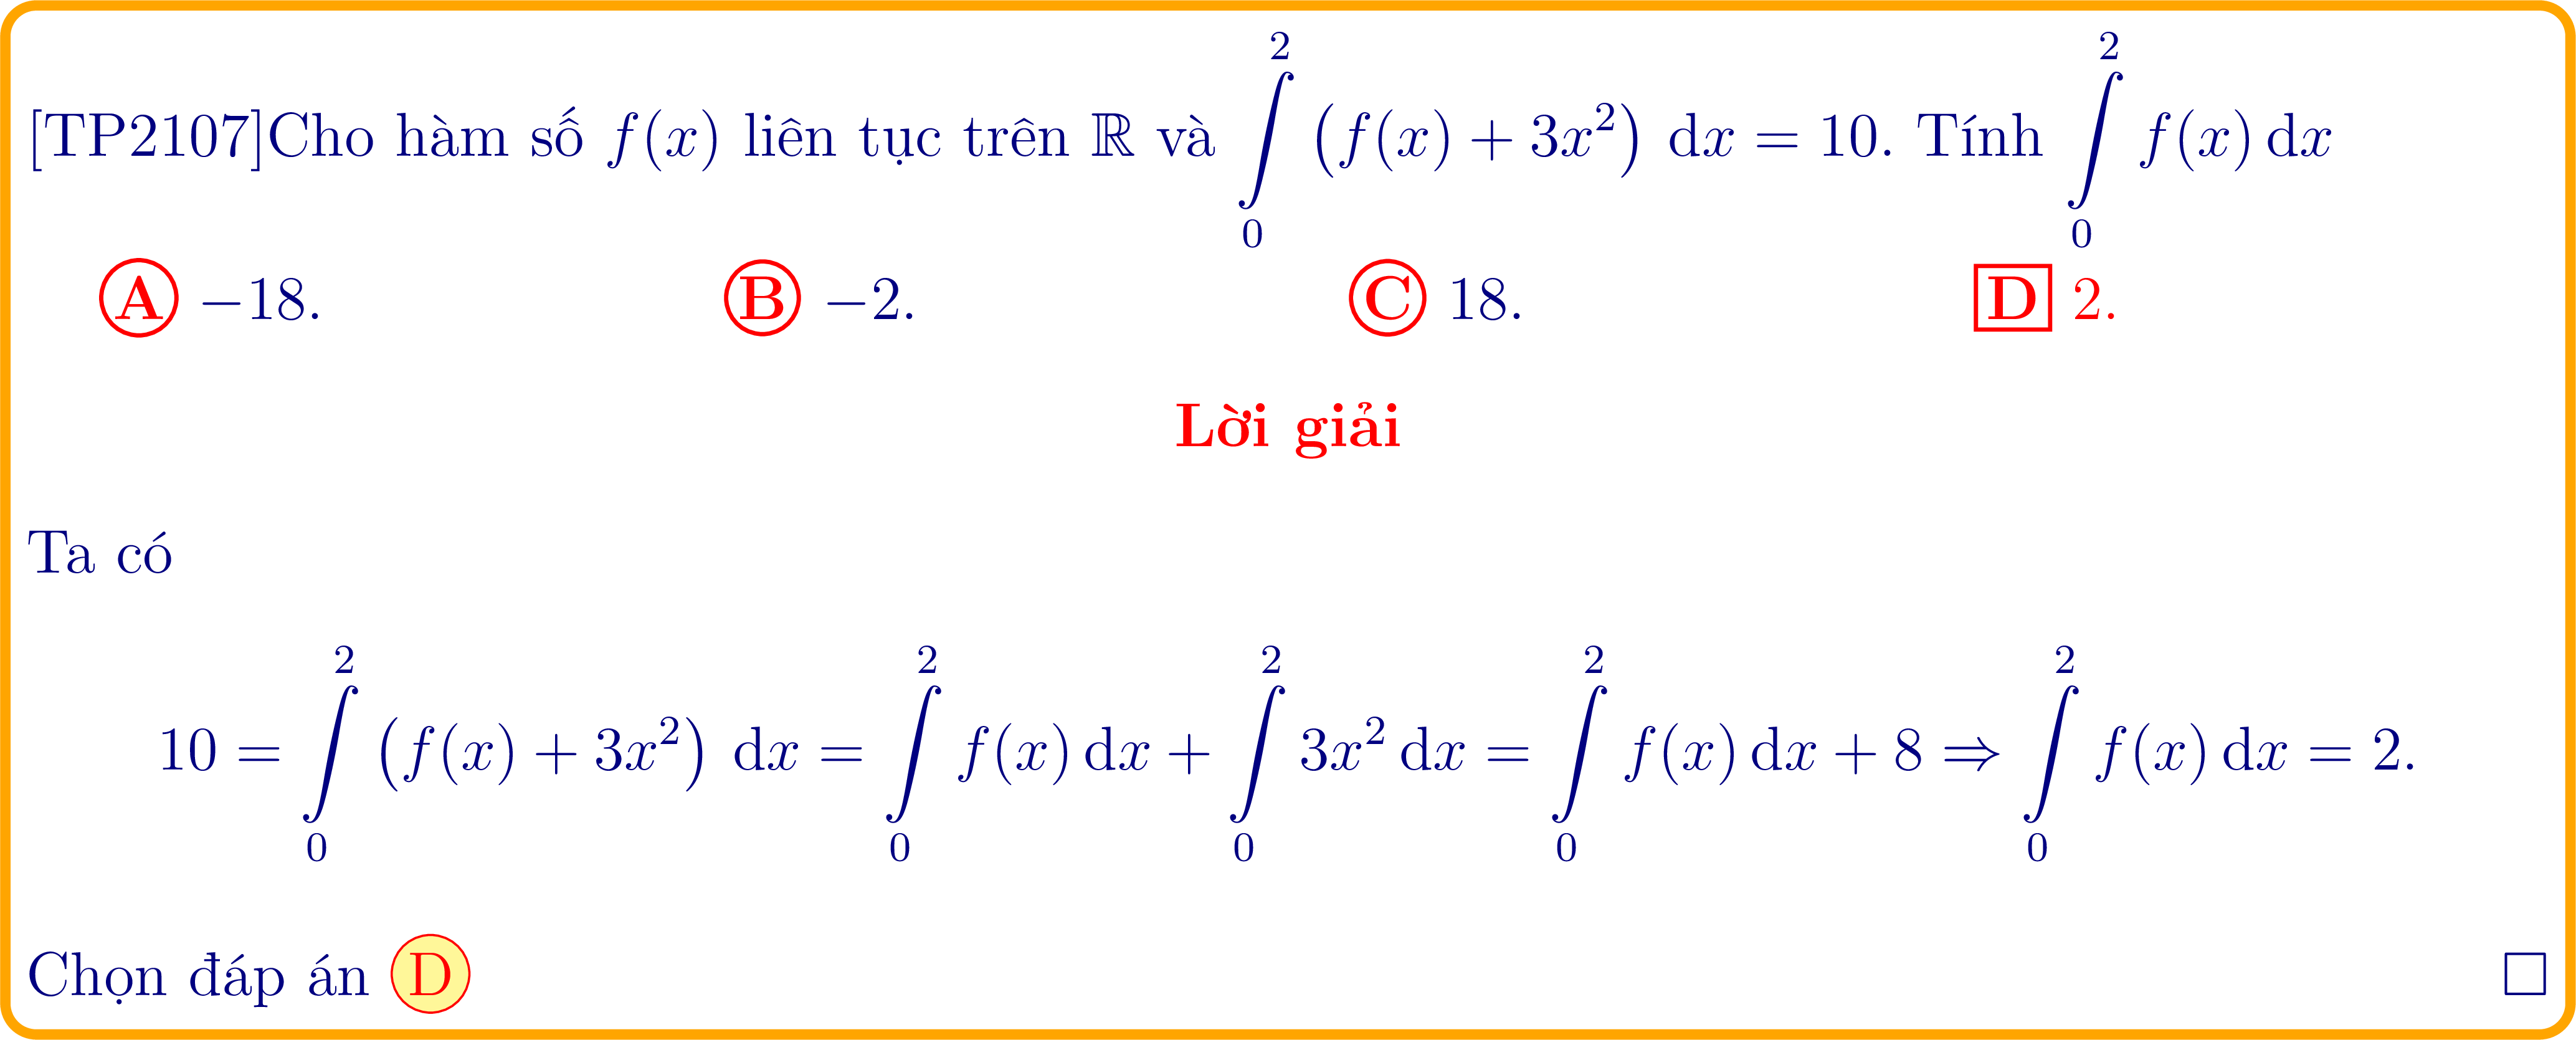 [TP2107]Cho hàm số $f(x)$ liên tục trên $\mathbb{R}$ và $\int\limits_0^2 \left(f(x)+3x^2\right)\,\mathrm{d}x = 10$. Tính $\int\limits_0^2 f(x)\,\mathrm{d}x$
A −18. B −2. C 18. D 2.
Lời giải
Ta có
$10 = \int\limits_0^2 \left(f(x)+3x^2\right)\,\mathrm{d}x = \int\limits_0^2 f(x)\,\mathrm{d}x + \int\limits_0^2 3x^2\,\mathrm{d}x = \int\limits_0^2 f(x)\,\mathrm{d}x + 8 \Rightarrow \int\limits_0^2 f(x)\,\mathrm{d}x = 2.$
Chọn đáp án D □